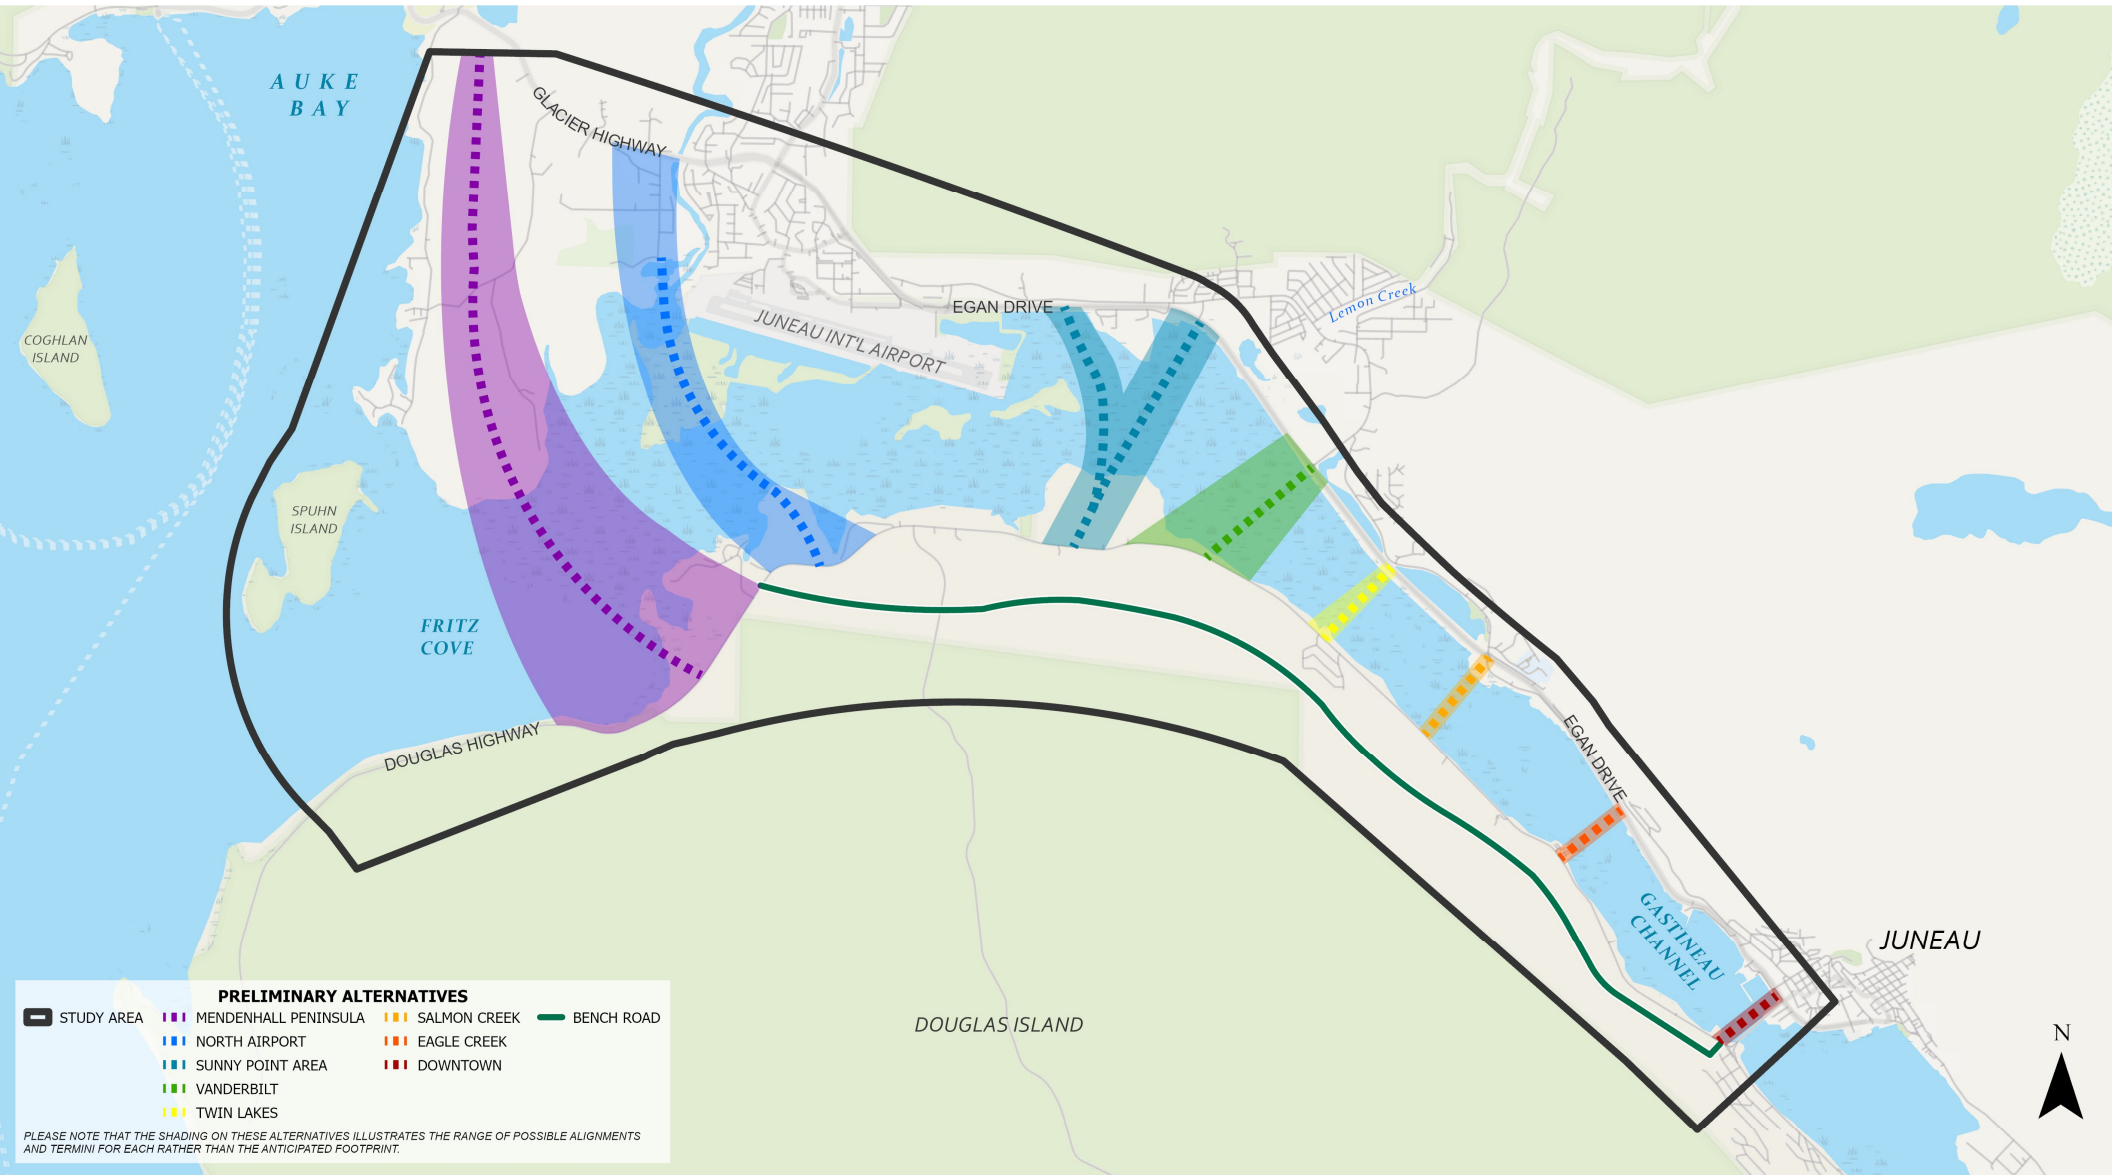 AUKE
BAY
GLACIER HIGHWAY
COGHLAN
ISLAND
EGAN DRIVE
JUNEAU INT'L AIRPORT
Lemon Creek
SPUHN
ISLAND
FRITZ
COVE
DOUGLAS HIGHWAY
EGAN DRIVE
GASTINEAU
CHANNEL
JUNEAU
DOUGLAS ISLAND
N
PRELIMINARY ALTERNATIVES
STUDY AREA
MENDENHALL PENINSULA
NORTH AIRPORT
SUNNY POINT AREA
VANDERBILT
TWIN LAKES
SALMON CREEK
EAGLE CREEK
DOWNTOWN
BENCH ROAD
PLEASE NOTE THAT THE SHADING ON THESE ALTERNATIVES ILLUSTRATES THE RANGE OF POSSIBLE ALIGNMENTS
AND TERMINI FOR EACH RATHER THAN THE ANTICIPATED FOOTPRINT.